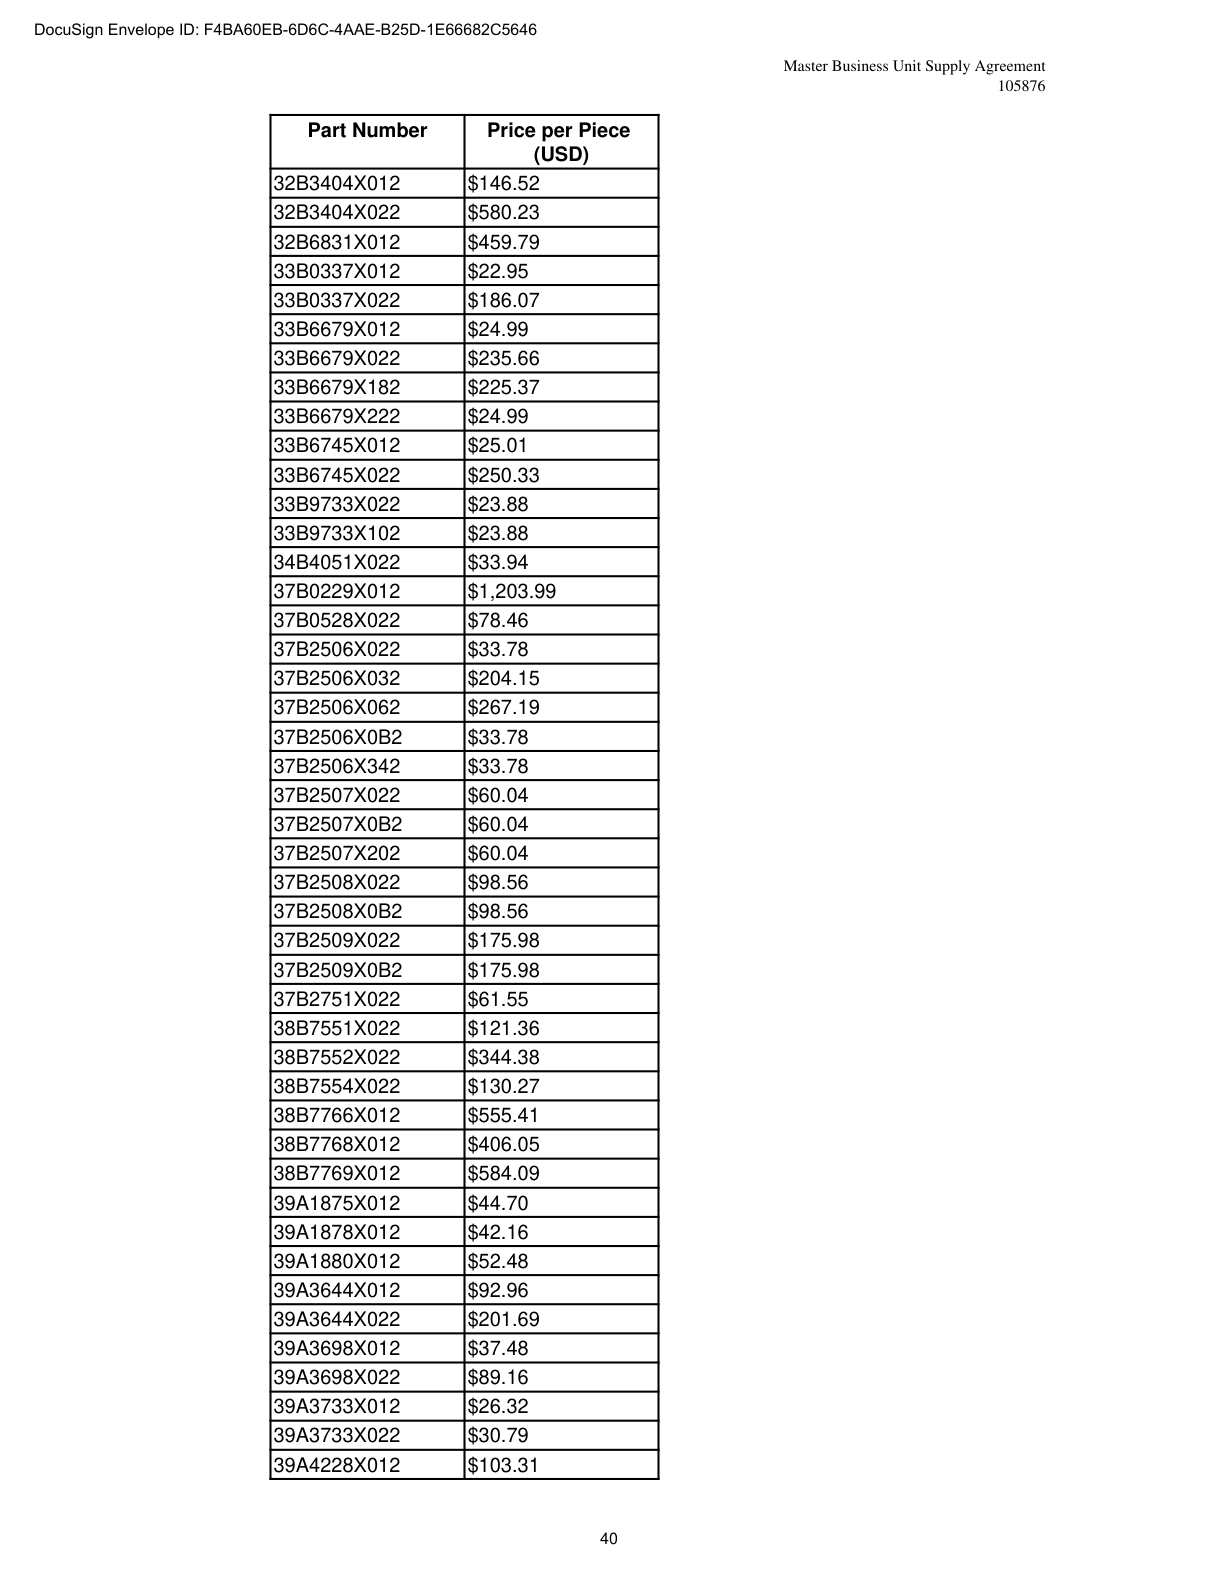 DocuSign Envelope ID: F4BA60EB-6D6C-4AAE-B25D-1E66682C5646
Master Business Unit Supply Agreement
105876
Part Number Price per Piece
(USD)
32B3404X012 $146.52
32B3404X022 $580.23
32B6831X012 $459.79
33B0337X012 $22.95
33B0337X022 $186.07
33B6679X012 $24.99
33B6679X022 $235.66
33B6679X182 $225.37
33B6679X222 $24.99
33B6745X012 $25.01
33B6745X022 $250.33
33B9733X022 $23.88
33B9733X102 $23.88
34B4051X022 $33.94
37B0229X012 $1,203.99
37B0528X022 $78.46
37B2506X022 $33.78
37B2506X032 $204.15
37B2506X062 $267.19
37B2506X0B2 $33.78
37B2506X342 $33.78
37B2507X022 $60.04
37B2507X0B2 $60.04
37B2507X202 $60.04
37B2508X022 $98.56
37B2508X0B2 $98.56
37B2509X022 $175.98
37B2509X0B2 $175.98
37B2751X022 $61.55
38B7551X022 $121.36
38B7552X022 $344.38
38B7554X022 $130.27
38B7766X012 $555.41
38B7768X012 $406.05
38B7769X012 $584.09
39A1875X012 $44.70
39A1878X012 $42.16
39A1880X012 $52.48
39A3644X012 $92.96
39A3644X022 $201.69
39A3698X012 $37.48
39A3698X022 $89.16
39A3733X012 $26.32
39A3733X022 $30.79
39A4228X012 $103.31
40